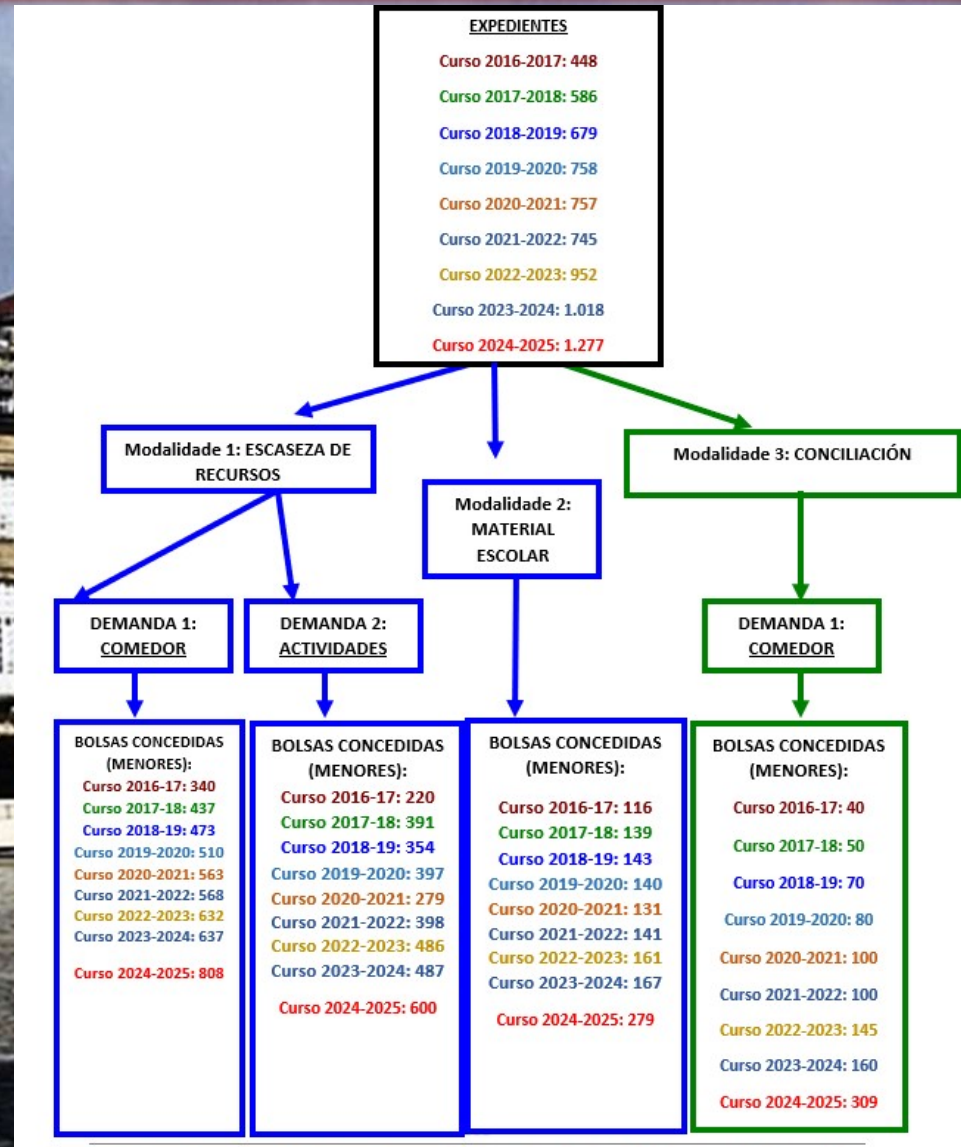 EXPEDIENTES
Curso 2016-2017: 448
Curso 2017-2018: 586
Curso 2018-2019: 679
Curso 2019-2020: 758
Curso 2020-2021: 757
Curso 2021-2022: 745
Curso 2022-2023: 952
Curso 2023-2024: 1.018
Curso 2024-2025: 1.277
Modalidade 1: ESCASEZA DE
RECURSOS
Modalidade 2:
MATERIAL
ESCOLAR
Modalidade 3: CONCILIACIÓN
DEMANDA 1:
COMEDOR
DEMANDA 2:
ACTIVIDADES
DEMANDA 1:
COMEDOR
BOLSAS CONCEDIDAS
(MENORES):
Curso 2016-17: 340
Curso 2017-18: 437
Curso 2018-19: 473
Curso 2019-2020: 510
Curso 2020-2021: 563
Curso 2021-2022: 568
Curso 2022-2023: 632
Curso 2023-2024: 637
Curso 2024-2025: 808
BOLSAS CONCEDIDAS
(MENORES):
Curso 2016-17: 220
Curso 2017-18: 391
Curso 2018-19: 354
Curso 2019-2020: 397
Curso 2020-2021: 279
Curso 2021-2022: 398
Curso 2022-2023: 486
Curso 2023-2024: 487
Curso 2024-2025: 600
BOLSAS CONCEDIDAS
(MENORES):
Curso 2016-17: 116
Curso 2017-18: 139
Curso 2018-19: 143
Curso 2019-2020: 140
Curso 2020-2021: 131
Curso 2021-2022: 141
Curso 2022-2023: 161
Curso 2023-2024: 167
Curso 2024-2025: 279
BOLSAS CONCEDIDAS
(MENORES):
Curso 2016-17: 40
Curso 2017-18: 50
Curso 2018-19: 70
Curso 2019-2020: 80
Curso 2020-2021: 100
Curso 2021-2022: 100
Curso 2022-2023: 145
Curso 2023-2024: 160
Curso 2024-2025: 309